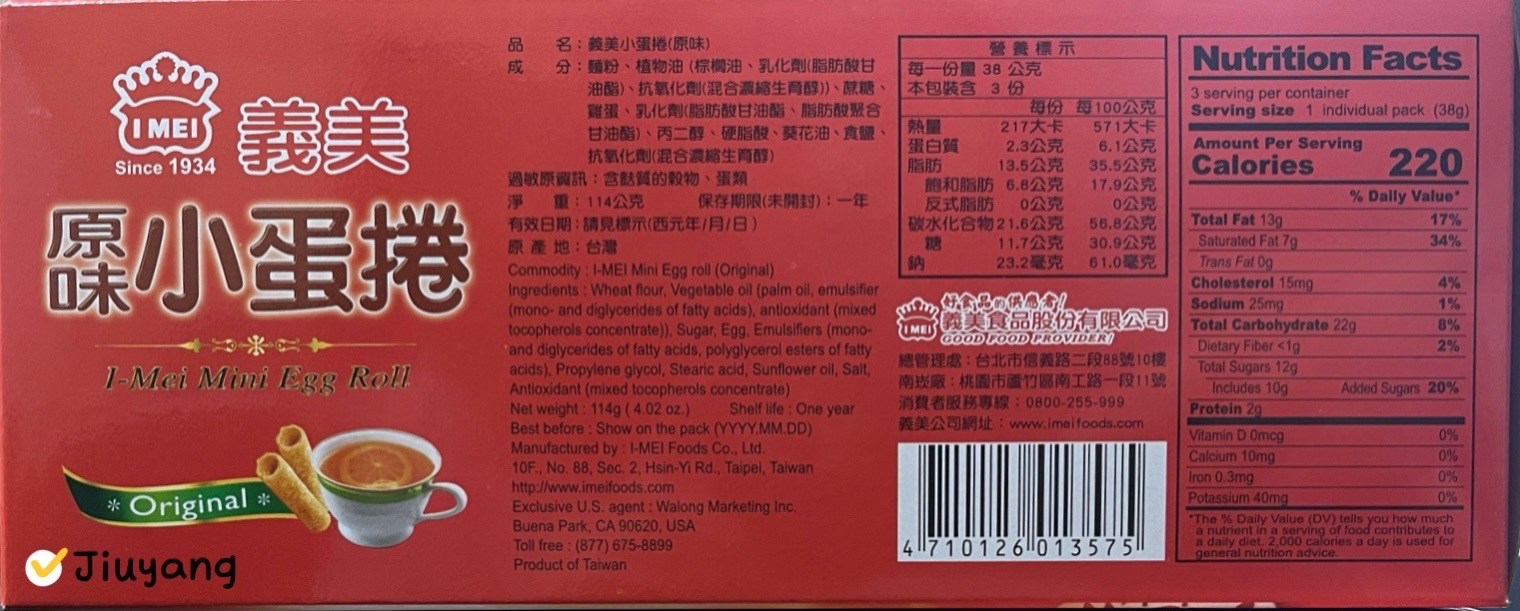 I MEI
Since 1934
義美
原味小蛋捲
I-Mei Mini Egg Roll
* Original *
Jiuyang
品 名：義美小蛋捲(原味)
成 分：麵粉、植物油 (棕櫚油、乳化劑(脂肪酸甘
油酯)、抗氧化劑(混合濃縮生育醇))、蔗糖、
雞蛋、乳化劑(脂肪酸甘油酯、脂肪酸聚合
甘油酯)、丙二醇、硬脂酸、葵花油、食鹽、
抗氧化劑(混合濃縮生育醇)
過敏原資訊：含麩質的穀物、蛋類
淨 重：114公克 保存期限(未開封)：一年
有效日期：請見標示(西元年/月/日)
原 產 地：台灣
Commodity : I-MEI Mini Egg roll (Original)
Ingredients : Wheat flour, Vegetable oil (palm oil, emulsifier
(mono- and diglycerides of fatty acids), antioxidant (mixed
tocopherols concentrate)), Sugar, Egg, Emulsifiers (mono-
and diglycerides of fatty acids, polyglycerol esters of fatty
acids), Propylene glycol, Stearic acid, Sunflower oil, Salt,
Antioxidant (mixed tocopherols concentrate)
Net weight : 114g ( 4.02 oz.) Shelf life : One year
Best before : Show on the pack (YYYY.MM.DD)
Manufactured by : I-MEI Foods Co., Ltd.
10F., No. 88, Sec. 2, Hsin-Yi Rd., Taipei, Taiwan
http://www.imeifoods.com
Exclusive U.S. agent : Walong Marketing Inc.
Buena Park, CA 90620, USA
Toll free : (877) 675-8899
Product of Taiwan
營養標示
每一份量 38 公克
本包裝含 3 份
每份 每100公克
熱量 217大卡 571大卡
蛋白質 2.3公克 6.1公克
脂肪 13.5公克 35.5公克
飽和脂肪 6.8公克 17.9公克
反式脂肪 0公克 0公克
碳水化合物 21.6公克 56.8公克
糖 11.7公克 30.9公克
鈉 23.2毫克 61.0毫克
好食品的供應者!
I MEI 義美食品股份有限公司
GOOD FOOD PROVIDER!
總管理處：台北市信義路二段88號10樓
南崁廠：桃園市蘆竹區南工路一段11號
消費者服務專線：0800-255-999
義美公司網址：www.imeifoods.com
4 710126 013575
Nutrition Facts
3 serving per container
Serving size 1 individual pack (38g)
Amount Per Serving
Calories 220
% Daily Value*
Total Fat 13g 17%
Saturated Fat 7g 34%
Trans Fat 0g
Cholesterol 15mg 4%
Sodium 25mg 1%
Total Carbohydrate 22g 8%
Dietary Fiber <1g 2%
Total Sugars 12g
Includes 10g Added Sugars 20%
Protein 2g
Vitamin D 0mcg 0%
Calcium 10mg 0%
Iron 0.3mg 0%
Potassium 40mg 0%
*The % Daily Value (DV) tells you how much
a nutrient in a serving of food contributes to
a daily diet. 2,000 calories a day is used for
general nutrition advice.